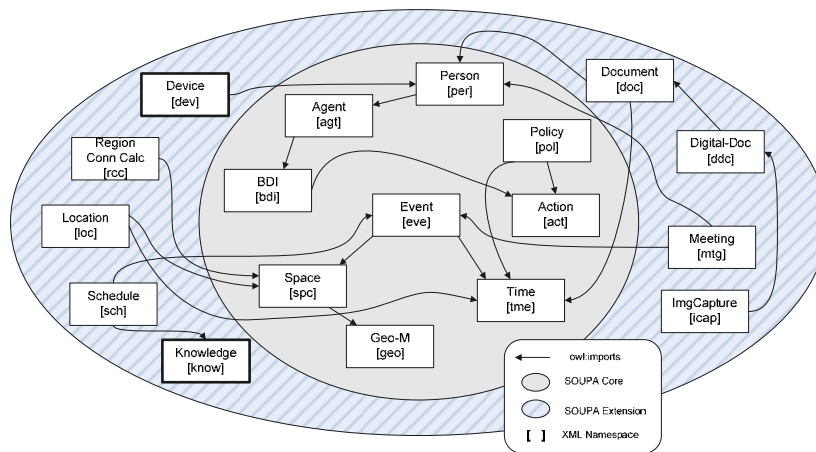 Person
[per]
Document
[doc]
Device
[dev]
Agent
[agt]
Policy
[pol]
Digital-Doc
[ddc]
Region
Conn Calc
[rcc]
BDI
[bdi]
Event
[eve]
Action
[act]
Location
[loc]
Meeting
[mtg]
Space
[spc]
Time
[tme]
Schedule
[sch]
ImgCapture
[icap]
Geo-M
[geo]
Knowledge
[know]
owl:imports
SOUPA Core
SOUPA Extension
[ ] XML Namespace